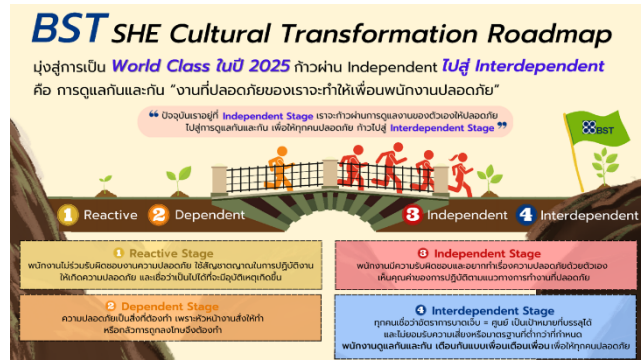 BST SHE Cultural Transformation Roadmap
มุ่งสู่การเป็น World Class ในปี 2025 ก้าวผ่าน Independent ไปสู่ Interdependent
คือ การดูแลกันและกัน “งานที่ปลอดภัยของเราจะทำให้เพื่อนพนักงานปลอดภัย”
“ ปัจจุบันเราอยู่ที่ Independent Stage เราจะก้าวผ่านการดูแลงานของตัวเองให้ปลอดภัย
ไปสู่การดูแลกันและกัน เพื่อให้ทุกคนปลอดภัย ก้าวไปสู่ Interdependent Stage ”
BST
1 Reactive 2 Dependent 3 Independent 4 Interdependent
1 Reactive Stage
พนักงานไม่ร่วมรับผิดชอบงานความปลอดภัย ใช้สัญชาตญาณในการปฏิบัติงาน
ให้เกิดความปลอดภัย และเชื่อว่าเป็นไปได้ที่จะมีอุบัติเหตุเกิดขึ้น
2 Dependent Stage
ความปลอดภัยเป็นสิ่งที่ต้องทำ เพราะหัวหน้างานสั่งให้ทำ
หรือกลัวการถูกลงโทษจึงต้องทำ
3 Independent Stage
พนักงานมีความรับผิดชอบและอยากทำเรื่องความปลอดภัยด้วยตัวเอง
เห็นคุณค่าของการปฏิบัติตามแนวทางการทำงานที่ปลอดภัย
4 Interdependent Stage
ทุกคนเชื่อว่าอัตราการบาดเจ็บ = ศูนย์ เป็นเป้าหมายที่บรรลุได้
และไม่ยอมรับความเสี่ยงหรือมาตรฐานที่ต่ำกว่าที่กำหนด
พนักงานดูแลกันและกัน เตือนกันแบบเพื่อนเตือนเพื่อน เพื่อให้ทุกคนปลอดภัย